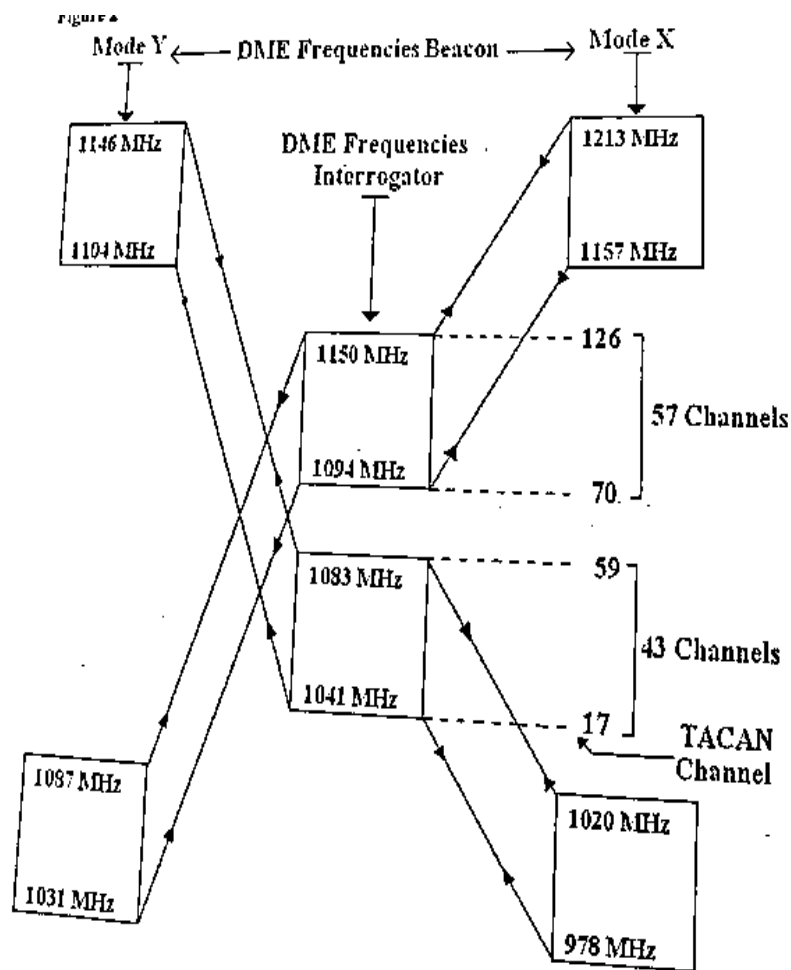 Figure
Mode Y
DME Frequencies Beacon
Mode X
1146 MHz
DME Frequencies
Interrogator
1213 MHz
1104 MHz
1157 MHz
1150 MHz
126
57 Channels
1094 MHz
70
1083 MHz
59
43 Channels
1041 MHz
17
TACAN
Channel
1087 MHz
1020 MHz
1031 MHz
978 MHz